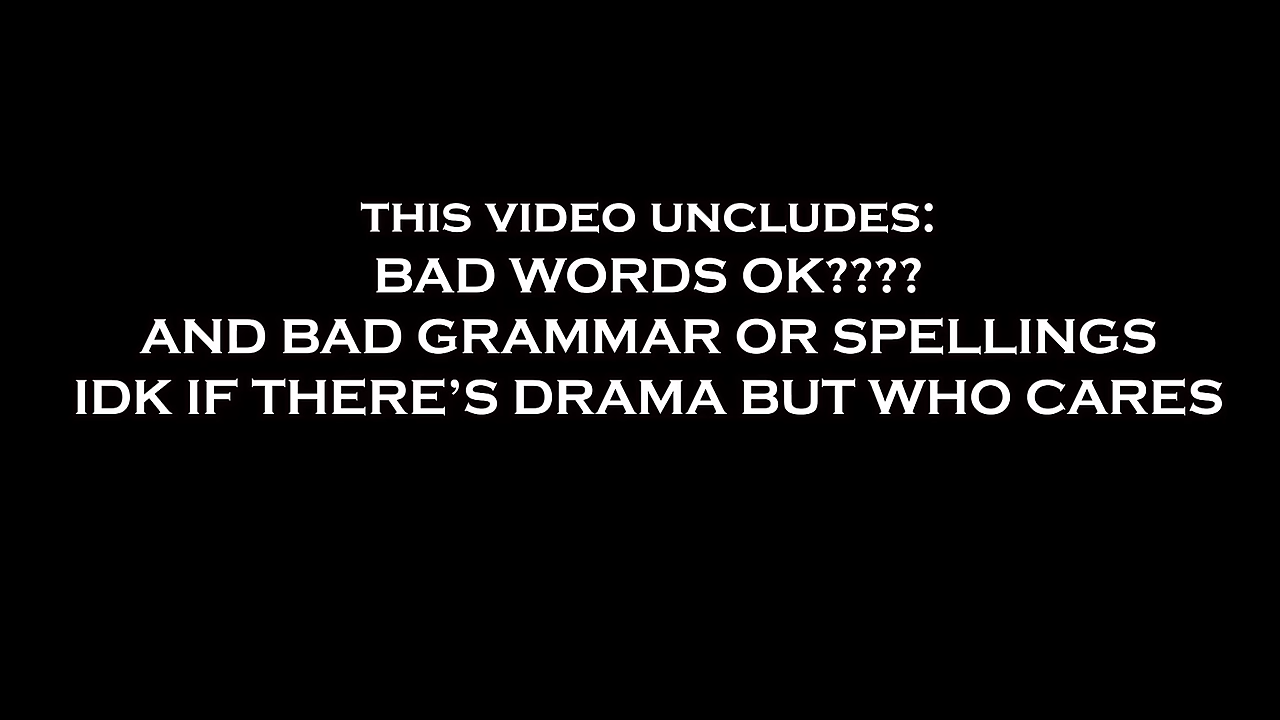 THIS VIDEO UNCLUDES:
BAD WORDS OK????
AND BAD GRAMMAR OR SPELLINGS
IDK IF THERE’S DRAMA BUT WHO CARES